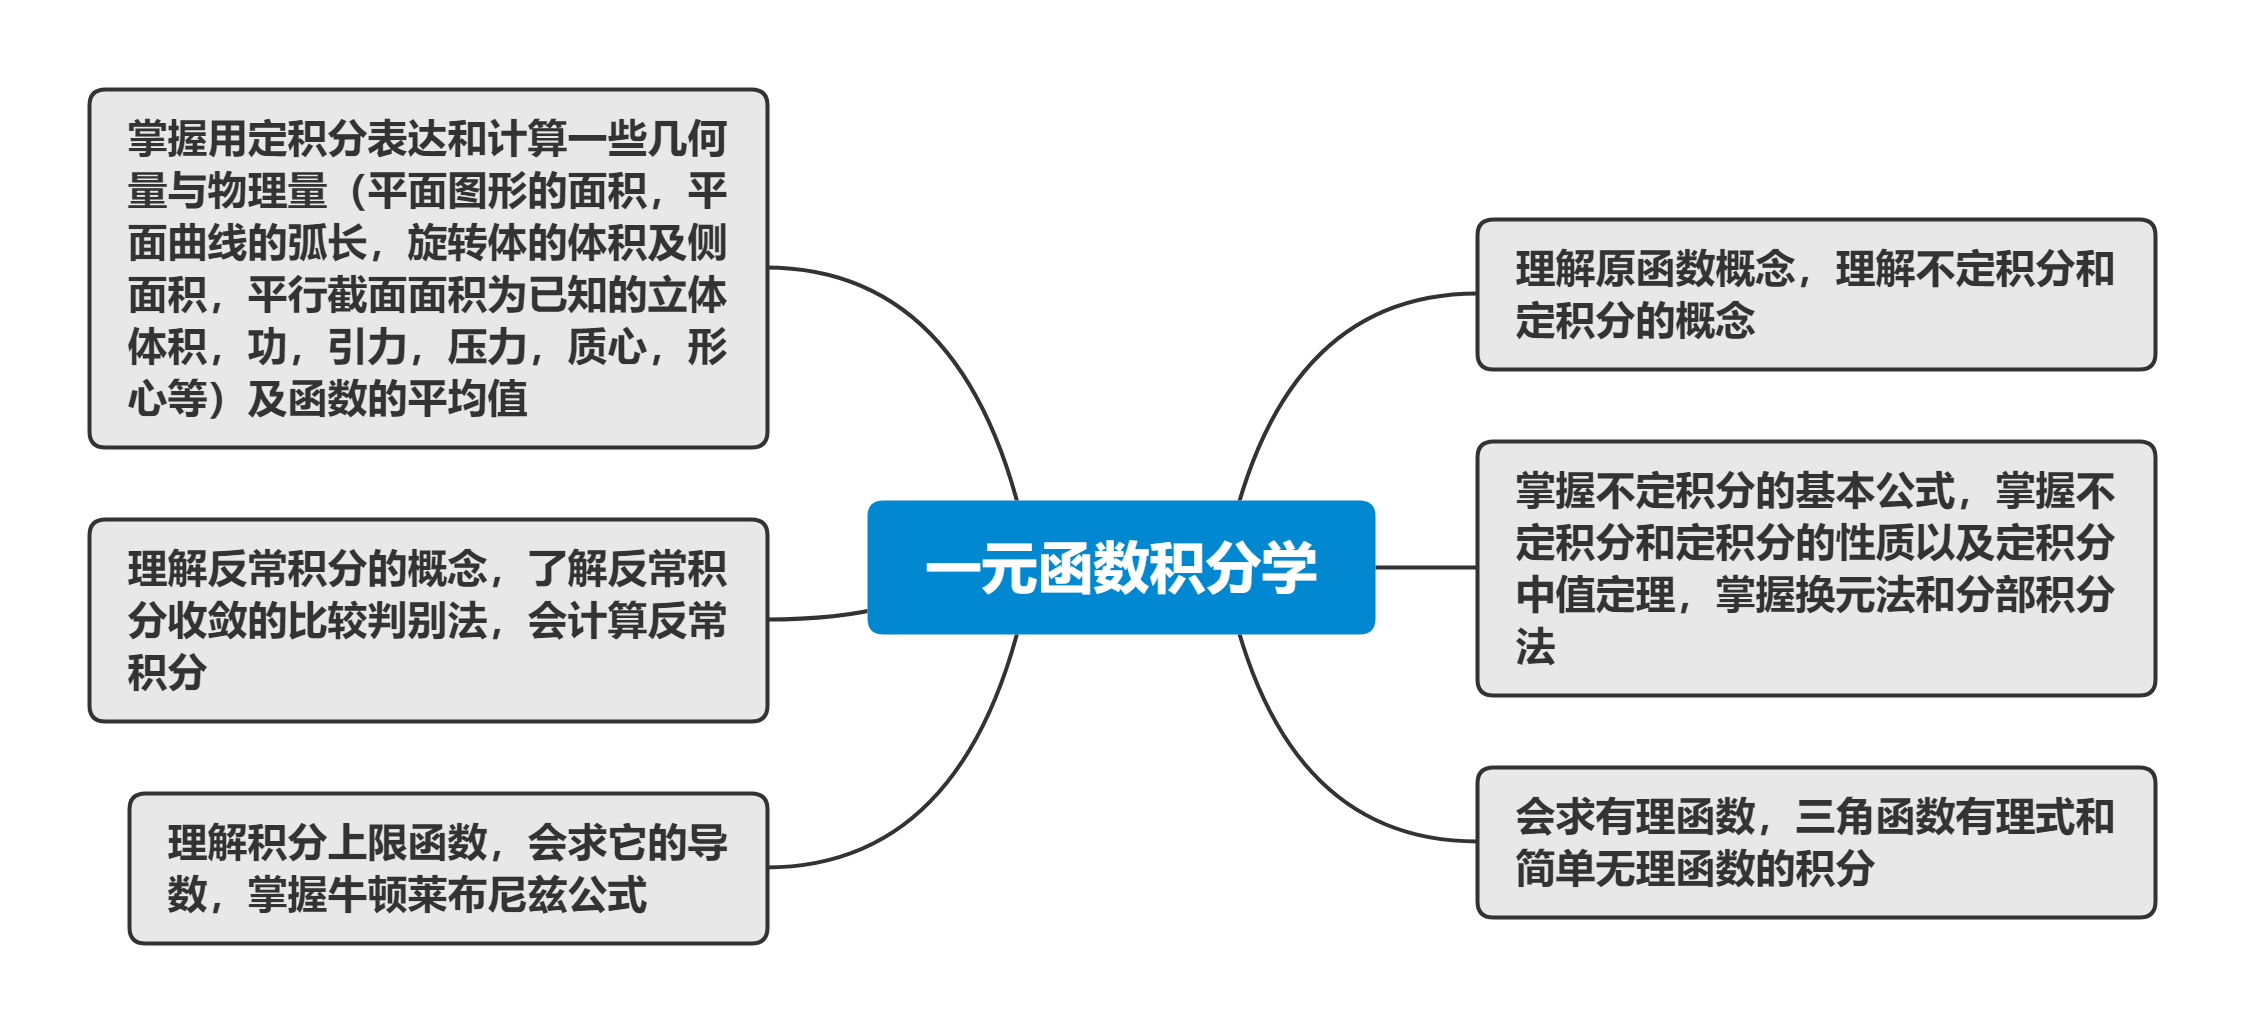 一元函数积分学
理解原函数概念，理解不定积分和
定积分的概念
掌握不定积分的基本公式，掌握不
定积分和定积分的性质以及定积分
中值定理，掌握换元法和分部积分
法
会求有理函数，三角函数有理式和
简单无理函数的积分
理解积分上限函数，会求它的导
数，掌握牛顿莱布尼兹公式
理解反常积分的概念，了解反常积
分收敛的比较判别法，会计算反常
积分
掌握用定积分表达和计算一些几何
量与物理量（平面图形的面积，平
面曲线的弧长，旋转体的体积及侧
面积，平行截面面积为已知的立体
体积，功，引力，压力，质心，形
心等）及函数的平均值